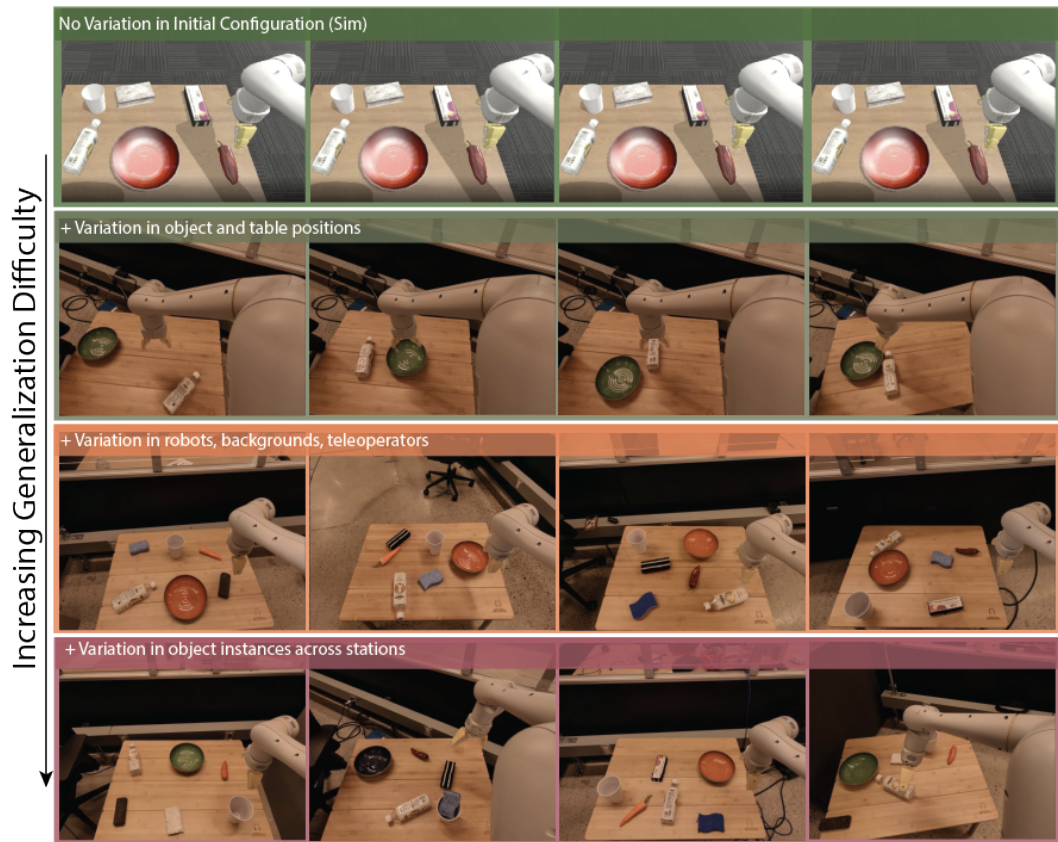 No Variation in Initial Configuration (Sim)
+ Variation in object and table positions
+ Variation in robots, backgrounds, teleoperators
+ Variation in object instances across stations
Increasing Generalization Difficulty